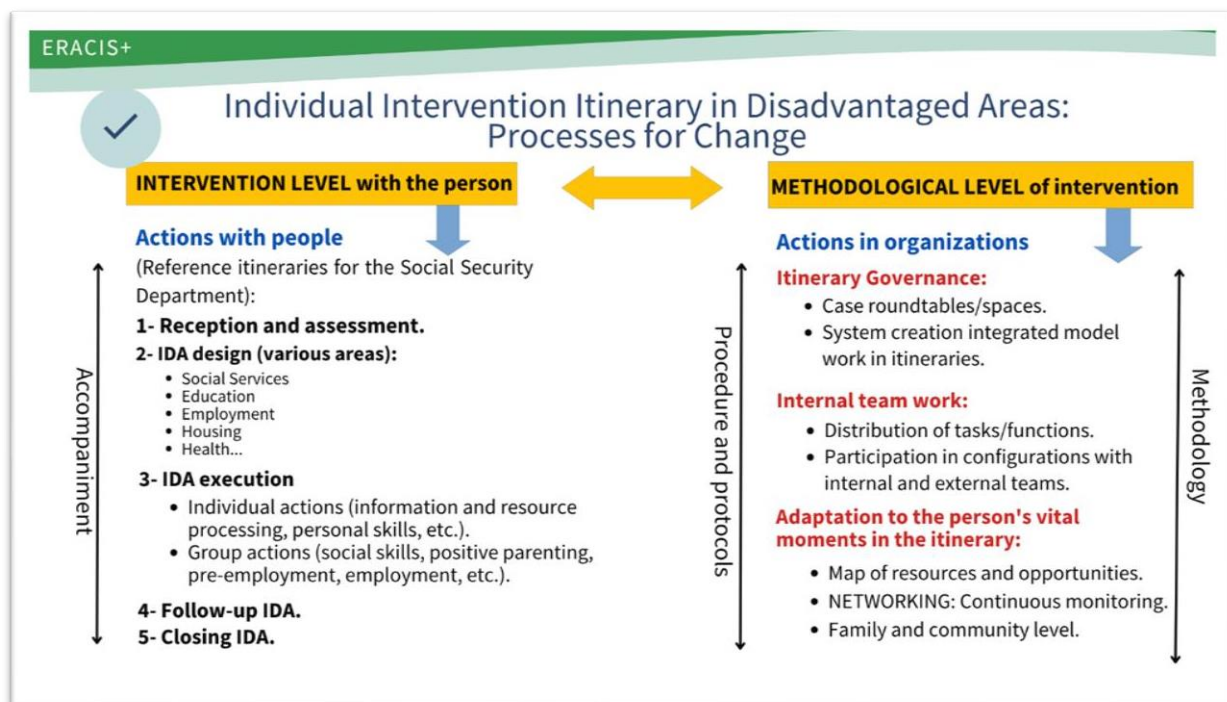 ERACIS+
Individual Intervention Itinerary in Disadvantaged Areas:
Processes for Change
INTERVENTION LEVEL with the person
Actions with people
(Reference itineraries for the Social Security
Department):
1- Reception and assessment.
2- IDA design (various areas):
• Social Services
• Education
• Employment
• Housing
• Health...
3- IDA execution
• Individual actions (information and resource
processing, personal skills, etc.).
• Group actions (social skills, positive parenting,
pre-employment, employment, etc.).
4- Follow-up IDA.
5- Closing IDA.
Accompaniment
METHODOLOGICAL LEVEL of intervention
Actions in organizations
Itinerary Governance:
• Case roundtables/spaces.
• System creation integrated model
work in itineraries.
Internal team work:
• Distribution of tasks/functions.
• Participation in configurations with
internal and external teams.
Adaptation to the person's vital
moments in the itinerary:
• Map of resources and opportunities.
• NETWORKING: Continuous monitoring.
• Family and community level.
Procedure and protocols
Methodology